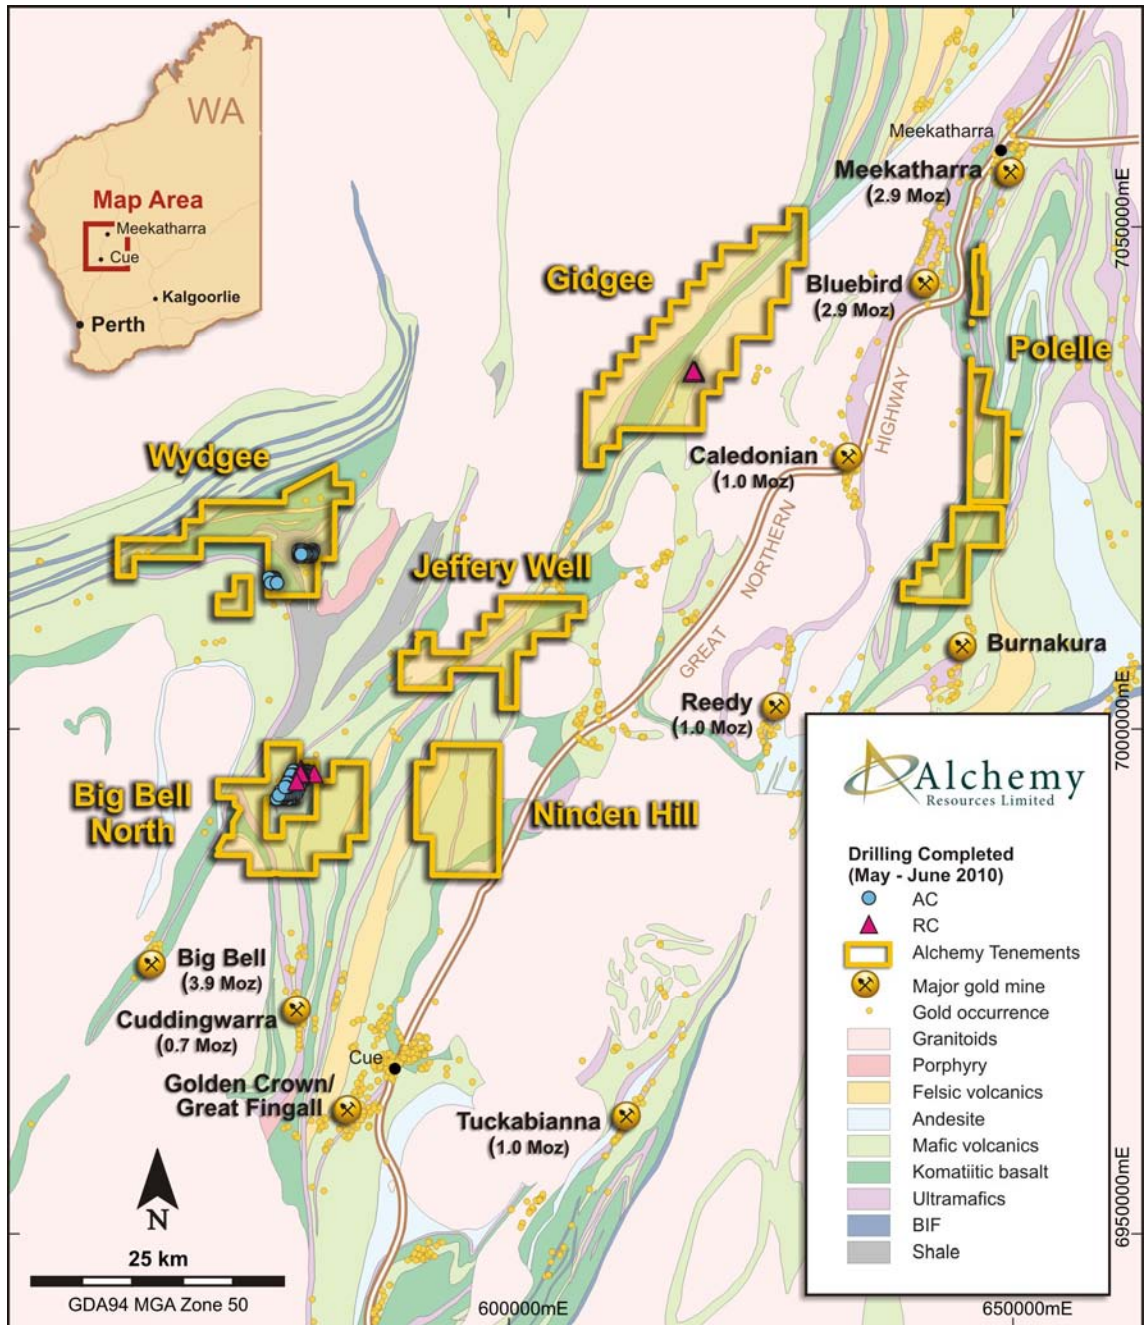 WA
Map Area
Meekatharra
Cue
Kalgoorlie
Perth
Meekatharra
Meekatharra
(2.9 Moz)
7050000mE
Gidgee
Bluebird
(2.9 Moz)
Polelle
HIGHWAY
Wydgee
Caledonian
(1.0 Moz)
NORTHERN
Jeffery Well
GREAT
Burnakura
Reedy
(1.0 Moz)
7000000mE
Big Bell
North
Ninden Hill
Alchemy
Resources Limited
Drilling Completed
(May - June 2010)
AC
RC
Alchemy Tenements
Major gold mine
Gold occurrence
Granitoids
Porphyry
Felsic volcanics
Andesite
Mafic volcanics
Komatiitic basalt
Ultramafics
BIF
Shale
Big Bell
(3.9 Moz)
Cuddingwarra
(0.7 Moz)
Cue
Golden Crown/
Great Fingall
Tuckabianna
(1.0 Moz)
6950000mE
N
25 km
GDA94 MGA Zone 50
600000mE
650000mE